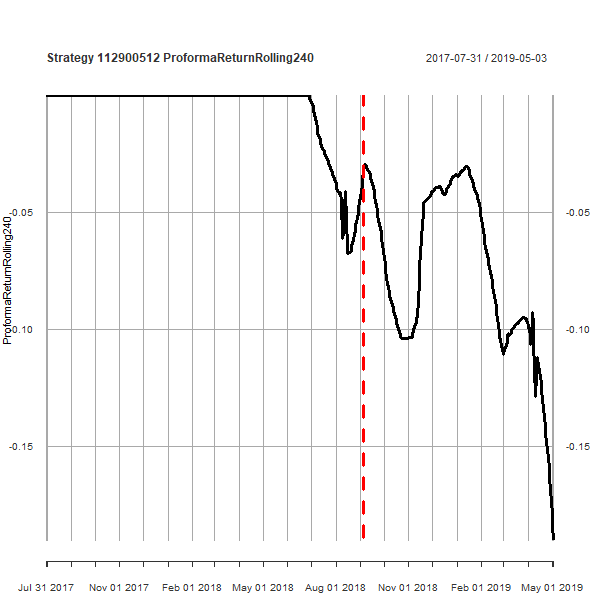 Strategy 112900512 ProformaReturnRolling240
2017-07-31 / 2019-05-03
ProformaReturnRolling240
-0.05
-0.05
-0.10
-0.10
-0.15
-0.15
Jul 31 2017
Nov 01 2017
Feb 01 2018
May 01 2018
Aug 01 2018
Nov 01 2018
Feb 01 2019
May 01 2019